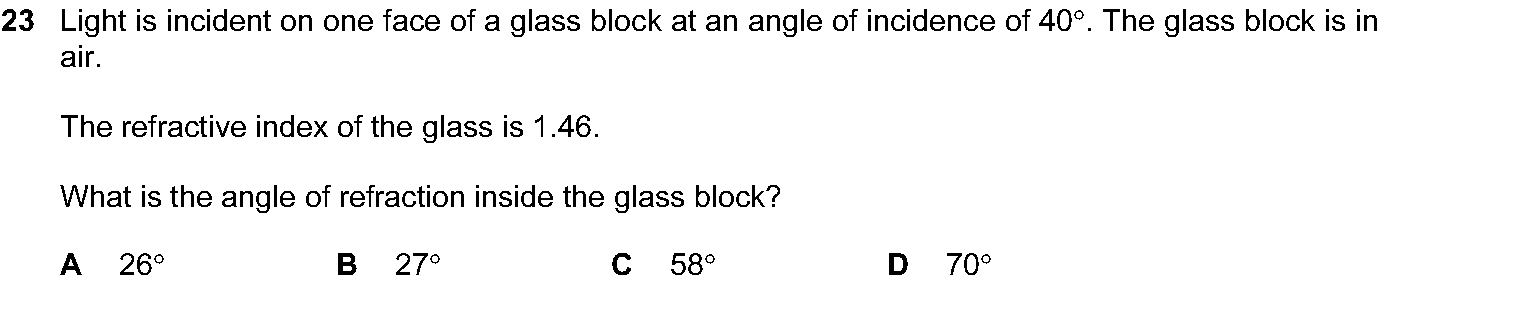 23 Light is incident on one face of a glass block at an angle of incidence of 40°. The glass block is in
air.
The refractive index of the glass is 1.46.
What is the angle of refraction inside the glass block?
A 26° B 27° C 58° D 70°